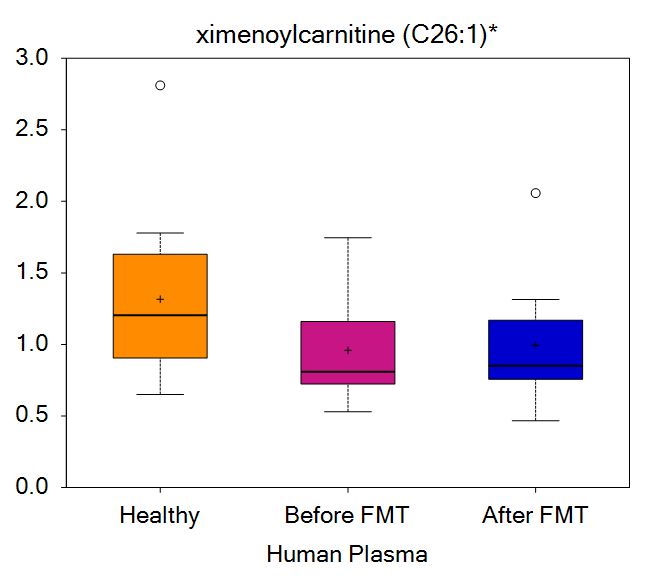 ximenoylcarnitine (C26:1)*
3.0
2.5
2.0
1.5
1.0
0.5
0.0
Healthy Before FMT After FMT
Human Plasma